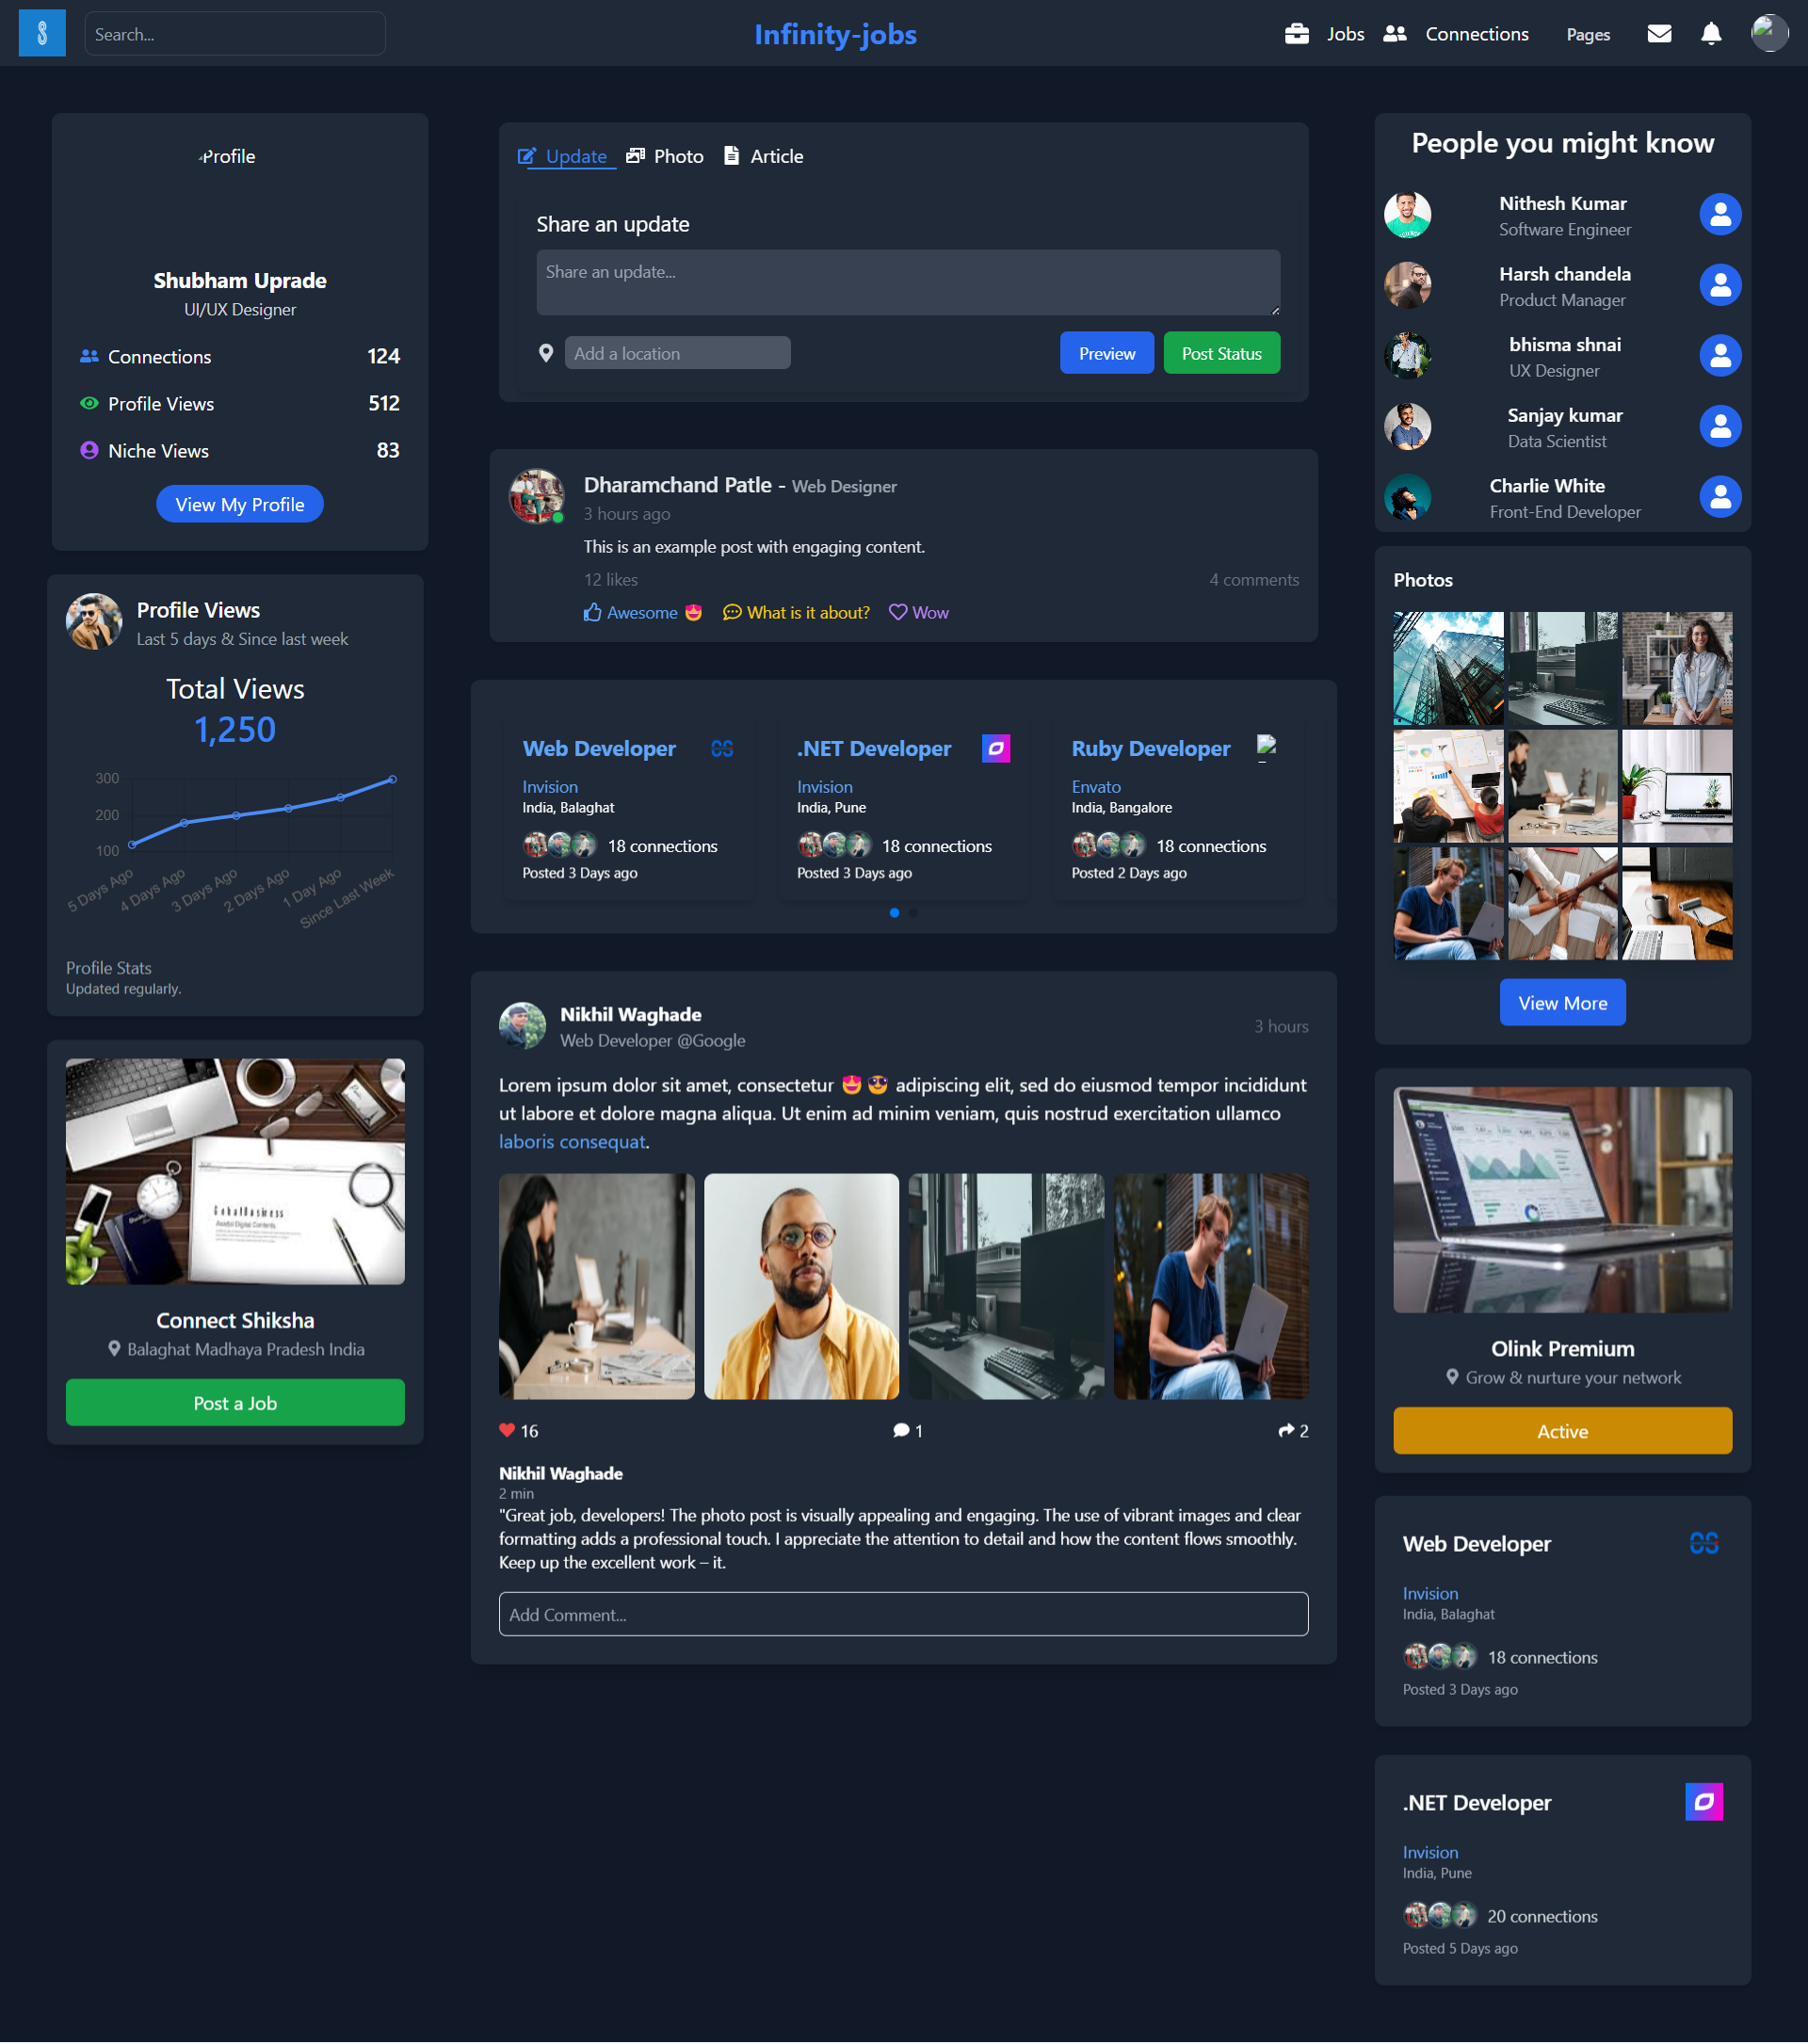 Search...
Infinity-jobs
Jobs
Connections
Pages
Profile
Shubham Uprade
UI/UX Designer
Connections 124
Profile Views 512
Niche Views 83
View My Profile
Profile Views
Last 5 days & Since last week
Total Views
1,250
300
200
100
5 Days Ago
4 Days Ago
3 Days Ago
2 Days Ago
1 Day Ago
Since Last Week
Profile Stats
Updated regularly.
GlobalBusiness
Connect Shiksha
Balaghat Madhaya Pradesh India
Post a Job
Update Photo Article
Share an update
Share an update...
Add a location
Preview
Post Status
Dharamchand Patle - Web Designer
3 hours ago
This is an example post with engaging content.
12 likes 4 comments
Awesome 🤩 What is it about? Wow
Web Developer
Invision
India, Balaghat
18 connections
Posted 3 Days ago
.NET Developer
Invision
India, Pune
18 connections
Posted 3 Days ago
Ruby Developer
Envato
India, Bangalore
18 connections
Posted 2 Days ago
Nikhil Waghade
Web Developer @Google
3 hours
Lorem ipsum dolor sit amet, consectetur 🤩 😎 adipiscing elit, sed do eiusmod tempor incididunt
ut labore et dolore magna aliqua. Ut enim ad minim veniam, quis nostrud exercitation ullamco
laboris consequat.
16 1 2
Nikhil Waghade
2 min
"Great job, developers! The photo post is visually appealing and engaging. The use of vibrant images and clear
formatting adds a professional touch. I appreciate the attention to detail and how the content flows smoothly.
Keep up the excellent work – it.
Add Comment...
People you might know
Nithesh Kumar
Software Engineer
Harsh chandela
Product Manager
bhisma shnai
UX Designer
Sanjay kumar
Data Scientist
Charlie White
Front-End Developer
Photos
View More
Olink Premium
Grow & nurture your network
Active
Web Developer
Invision
India, Balaghat
18 connections
Posted 3 Days ago
.NET Developer
Invision
India, Pune
20 connections
Posted 5 Days ago